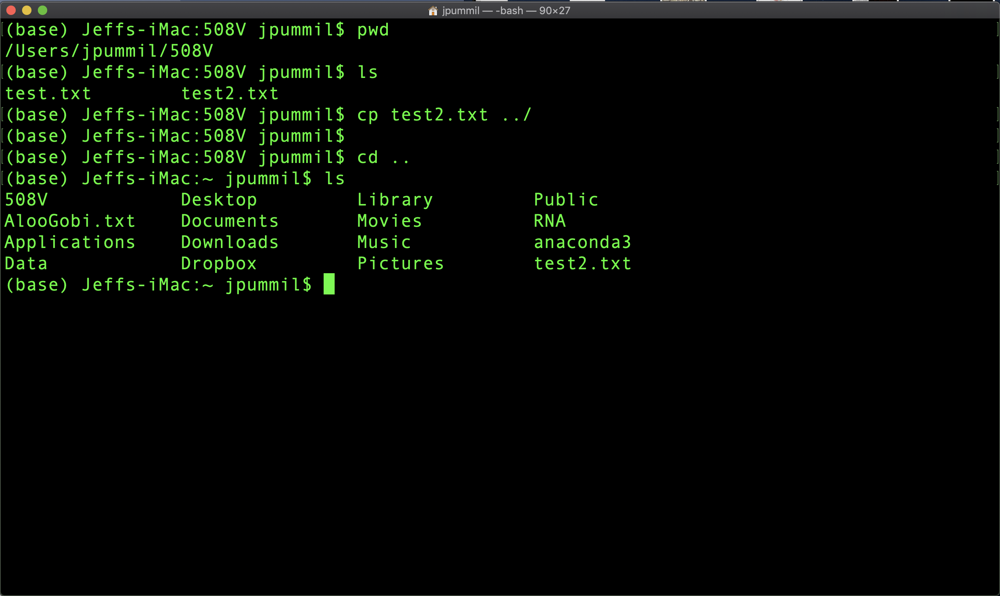 jpummil — -bash — 90×27
(base) Jeffs-iMac:508V jpummil$ pwd
/Users/jpummil/508V
(base) Jeffs-iMac:508V jpummil$ ls
test.txt test2.txt
(base) Jeffs-iMac:508V jpummil$ cp test2.txt ../
(base) Jeffs-iMac:508V jpummil$
(base) Jeffs-iMac:508V jpummil$ cd ..
(base) Jeffs-iMac:~ jpummil$ ls
508V Desktop Library Public
AlooGobi.txt Documents Movies RNA
Applications Downloads Music anaconda3
Data Dropbox Pictures test2.txt
(base) Jeffs-iMac:~ jpummil$